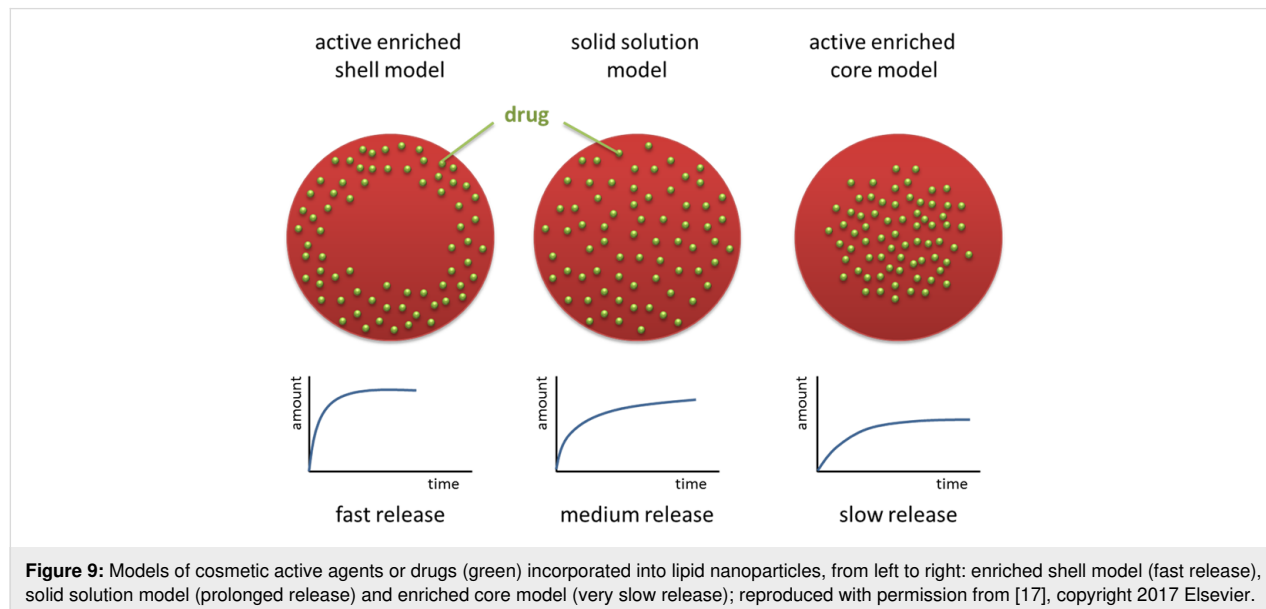 active enriched
shell model
solid solution
model
active enriched
core model
drug
amount
time
fast release
amount
time
medium release
amount
time
slow release
Figure 9: Models of cosmetic active agents or drugs (green) incorporated into lipid nanoparticles, from left to right: enriched shell model (fast release),
solid solution model (prolonged release) and enriched core model (very slow release); reproduced with permission from [17], copyright 2017 Elsevier.